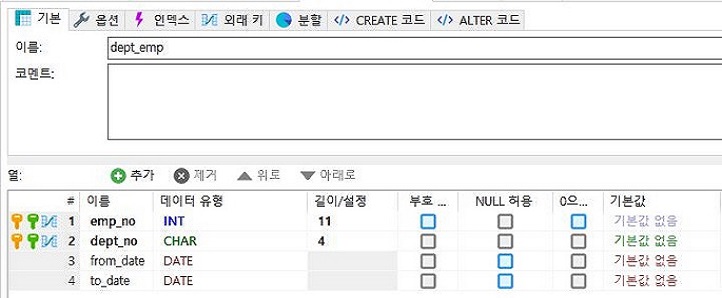 기본 옵션 인덱스 외래 키 분할 </> CREATE 코드 </> ALTER 코드
이름: dept_emp
코멘트:
열: 추가 제거 위로 아래로
# 이름 데이터 유형 길이/설정 부호 ... NULL 허용 0으... 기본값
1 emp_no INT 11 기본값 없음
2 dept_no CHAR 4 기본값 없음
3 from_date DATE 기본값 없음
4 to_date DATE 기본값 없음